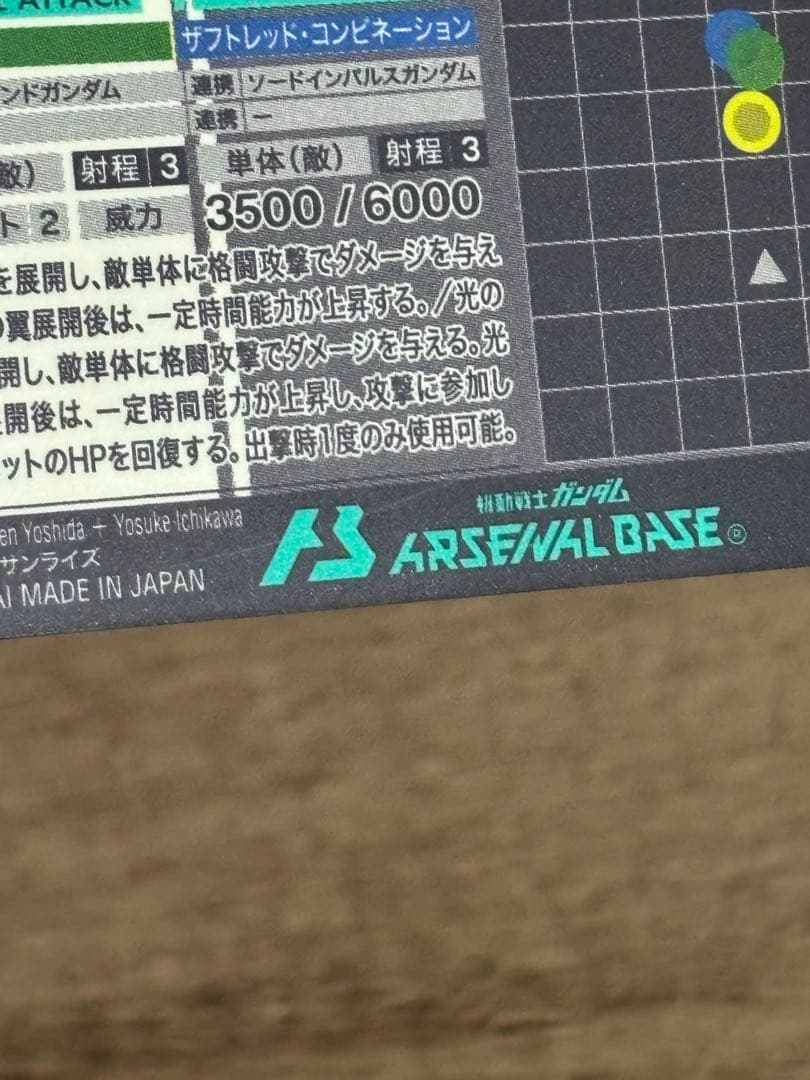 ATTACK
ザフトレッド・コンビネーション
ンドガンダム 連携 ソードインパルスガンダム
連携 ー
敵) 射程 3 単体(敵) 射程 3
ト 2 威力 3500 / 6000
を展開し、敵単体に格闘攻撃でダメージを与え
の翼展開後は、一定時間能力が上昇する。/光の
開し、敵単体に格闘攻撃でダメージを与える。光
開後は、一定時間能力が上昇し、攻撃に参加し
ットのHPを回復する。出撃時1度のみ使用可能。
en Yoshida + Yosuke Ichikawa
サンライズ
AI MADE IN JAPAN
機動戦士ガンダム
ARSENAL BASE ®